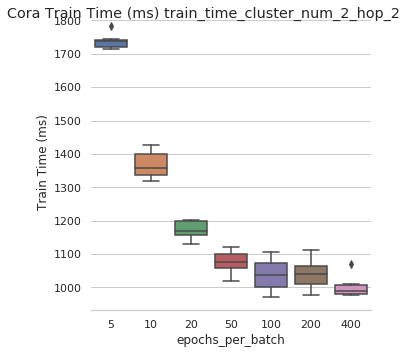 Cora Train Time (ms) train_time_cluster_num_2_hop_2
1800
1700
1600
1500
1400
1300
1200
1100
1000
Train Time (ms)
5 10 20 50 100 200 400
epochs_per_batch